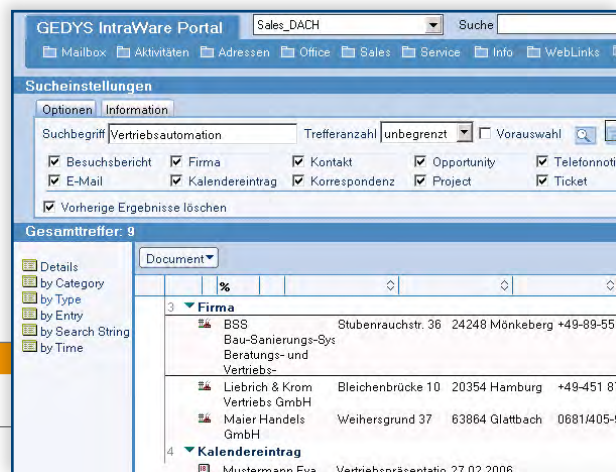 GEDYS IntraWare Portal Sales_DACH Suche
Mailbox Aktivitäten Adressen Office Sales Service Info WebLinks
Sucheinstellungen
Optionen Information
Suchbegriff Vertriebsautomation Trefferanzahl unbegrenzt Vorauswahl
Besuchsbericht Firma Kontakt Opportunity Telefonnoti
E-Mail Kalendereintrag Korrespondenz Project Ticket
Vorherige Ergebnisse löschen
Gesamttreffer: 9
Details
by Category
by Type
by Entry
by Search String
by Time
Document
%
3 Firma
BSS Stubenrauchstr. 36 24248 Mönkeberg +49-89-55
Bau-Sanierungs-Sys
Beratungs- und
Vertriebs-
Liebrich & Krom Bleichenbrücke 10 20354 Hamburg +49-451 87
Vertriebs GmbH
Maier Handels Weihersgrund 37 63864 Glattbach 0681/405-
GmbH
4 Kalendereintrag
Mustermann Eva Vertriebspräsentatio 27.02.2006